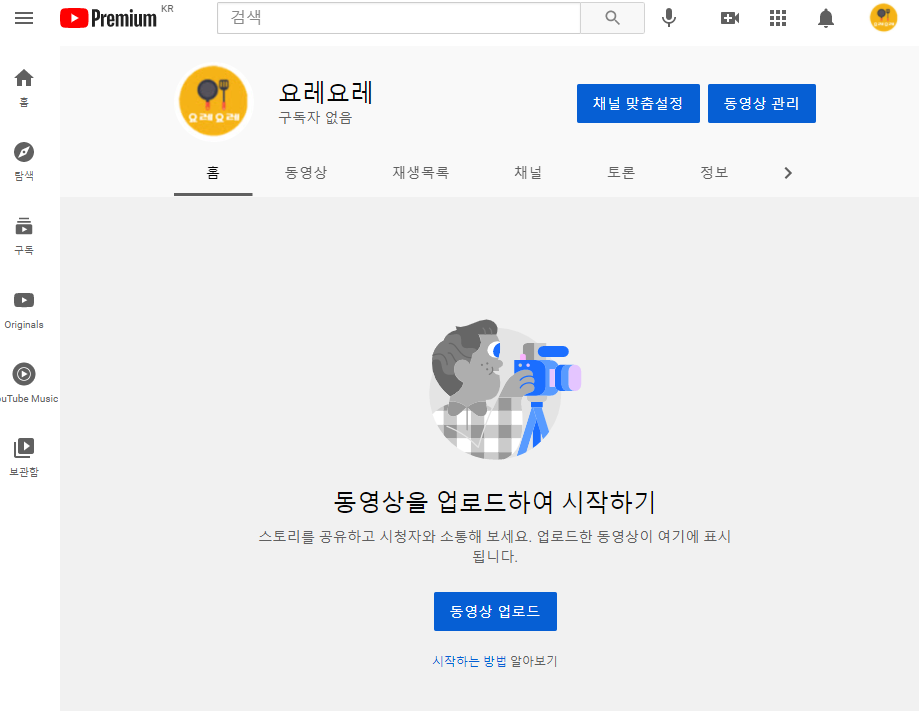 Premium KR
검색
홈
탐색
구독
Originals
uTube Music
보관함
요레요레
요레요레
구독자 없음
채널 맞춤설정
동영상 관리
홈 동영상 재생목록 채널 토론 정보
동영상을 업로드하여 시작하기
스토리를 공유하고 시청자와 소통해 보세요. 업로드한 동영상이 여기에 표시
됩니다.
동영상 업로드
시작하는 방법 알아보기